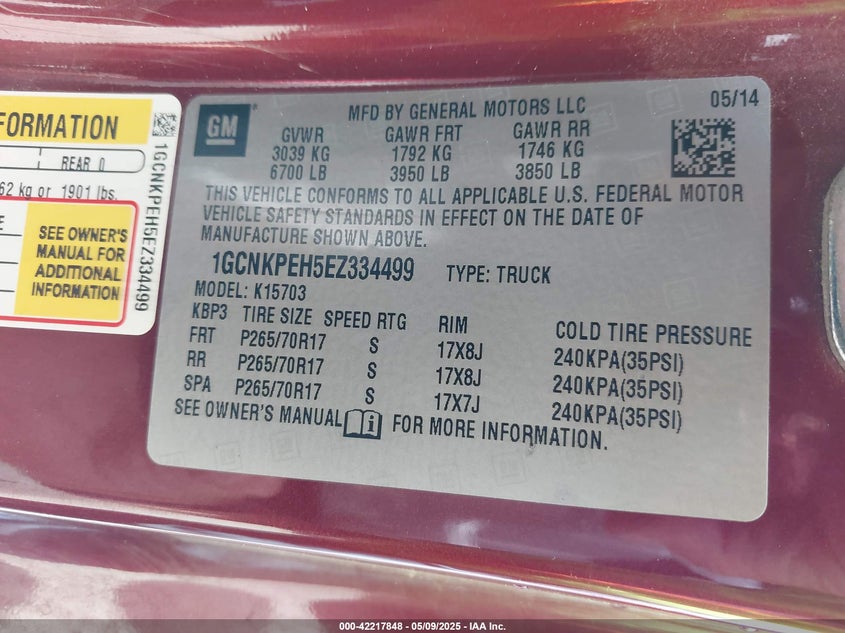 FORMATION
REAR 0
62 kg or 1901 lbs.
SEE OWNER'S
MANUAL FOR
ADDITIONAL
INFORMATION
1GCNKPEH5EZ334499
GM
MFD BY GENERAL MOTORS LLC
05/14
GVWR GAWR FRT GAWR RR
3039 KG 1792 KG 1746 KG
6700 LB 3950 LB 3850 LB
THIS VEHICLE CONFORMS TO ALL APPLICABLE U.S. FEDERAL MOTOR
VEHICLE SAFETY STANDARDS IN EFFECT ON THE DATE OF
MANUFACTURE SHOWN ABOVE.
1GCNKPEH5EZ334499 TYPE: TRUCK
MODEL: K15703
KBP3 TIRE SIZE SPEED RTG RIM COLD TIRE PRESSURE
FRT P265/70R17 S 17X8J 240KPA(35PSI)
RR P265/70R17 S 17X8J 240KPA(35PSI)
SPA P265/70R17 S 17X7J 240KPA(35PSI)
SEE OWNER'S MANUAL FOR MORE INFORMATION.
000-42217848 - 05/09/2025 - IAA Inc.